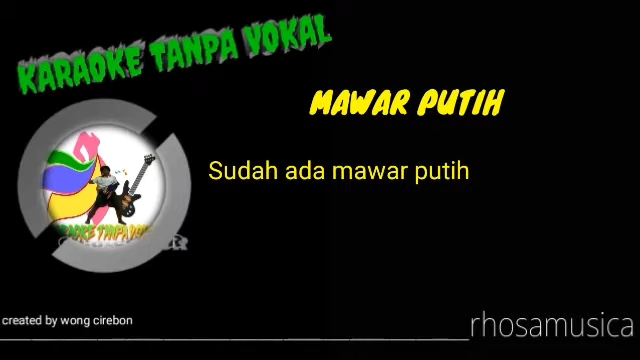 KARAOKE TANPA VOKAL
MAWAR PUTIH
Sudah ada mawar putih
created by wong cirebon
rhosamusica